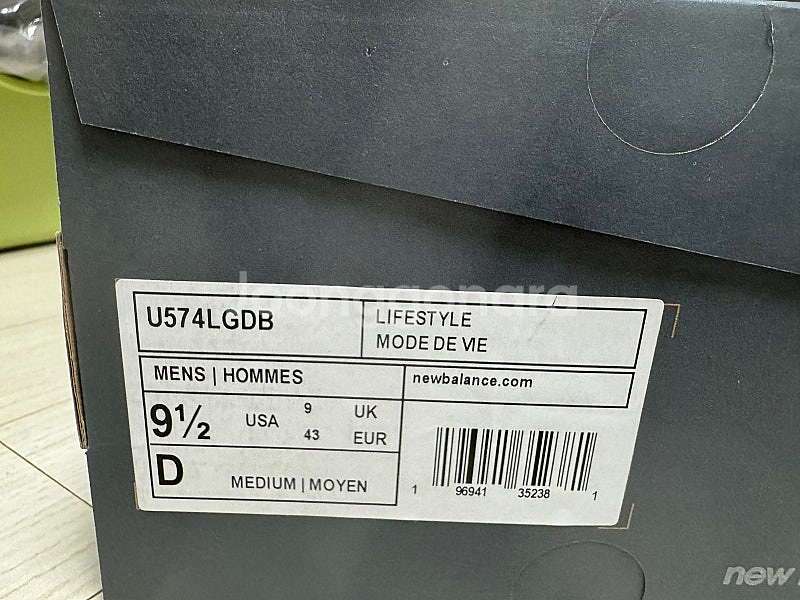 joonggonara
U574LGDB
LIFESTYLE
MODE DE VIE
MENS | HOMMES
newbalance.com
9½ USA 9 UK
43 EUR
D MEDIUM | MOYEN
1 96941 35238 1
new